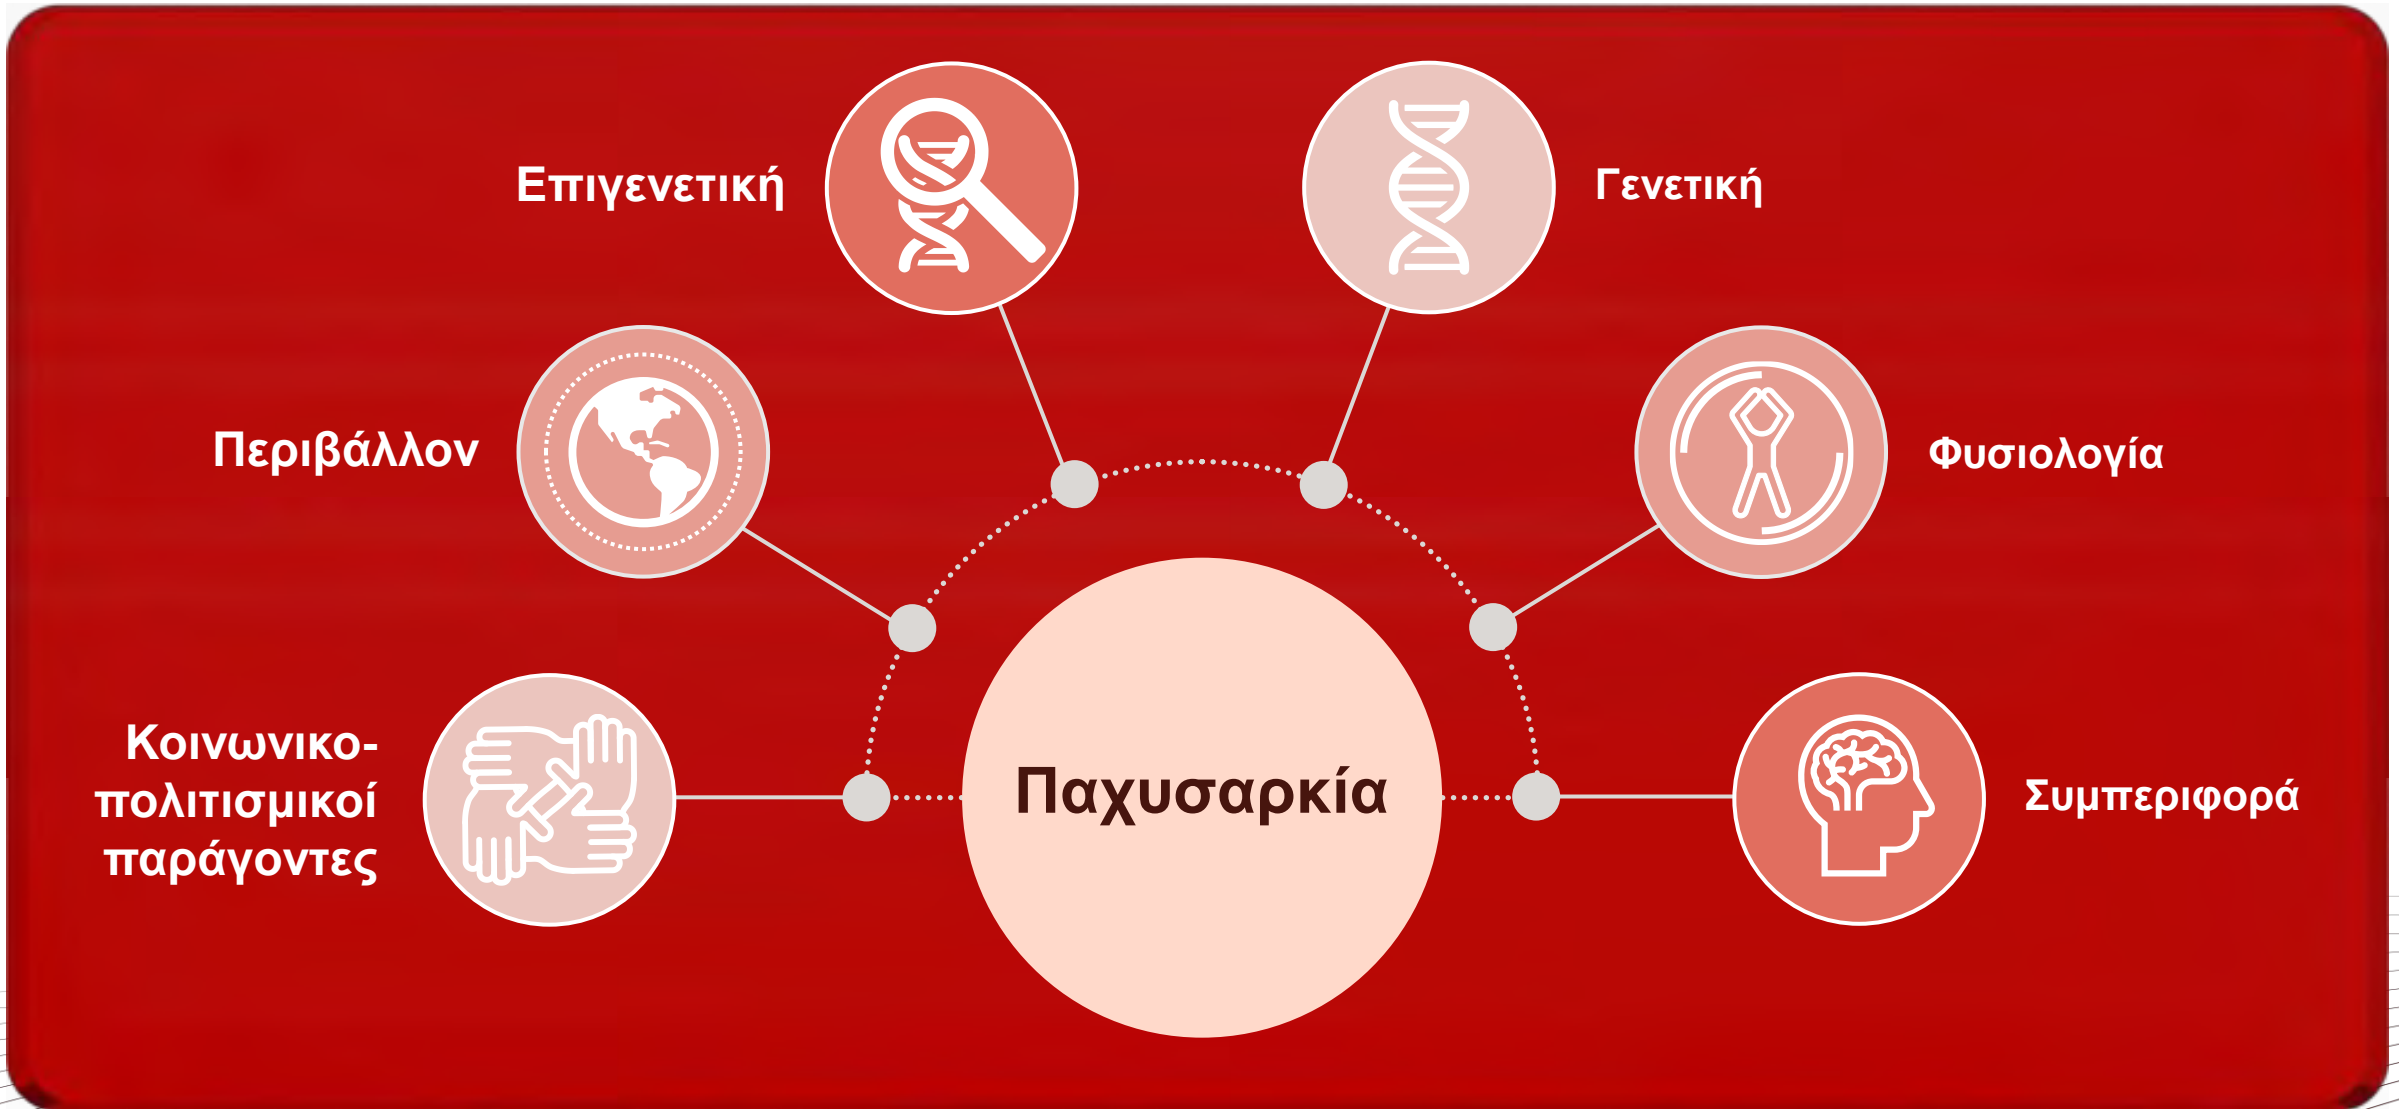 Επιγενετική
Γενετική
Περιβάλλον
Φυσιολογία
Κοινωνικο-
πολιτισμικοί
παράγοντες
Παχυσαρκία
Συμπεριφορά